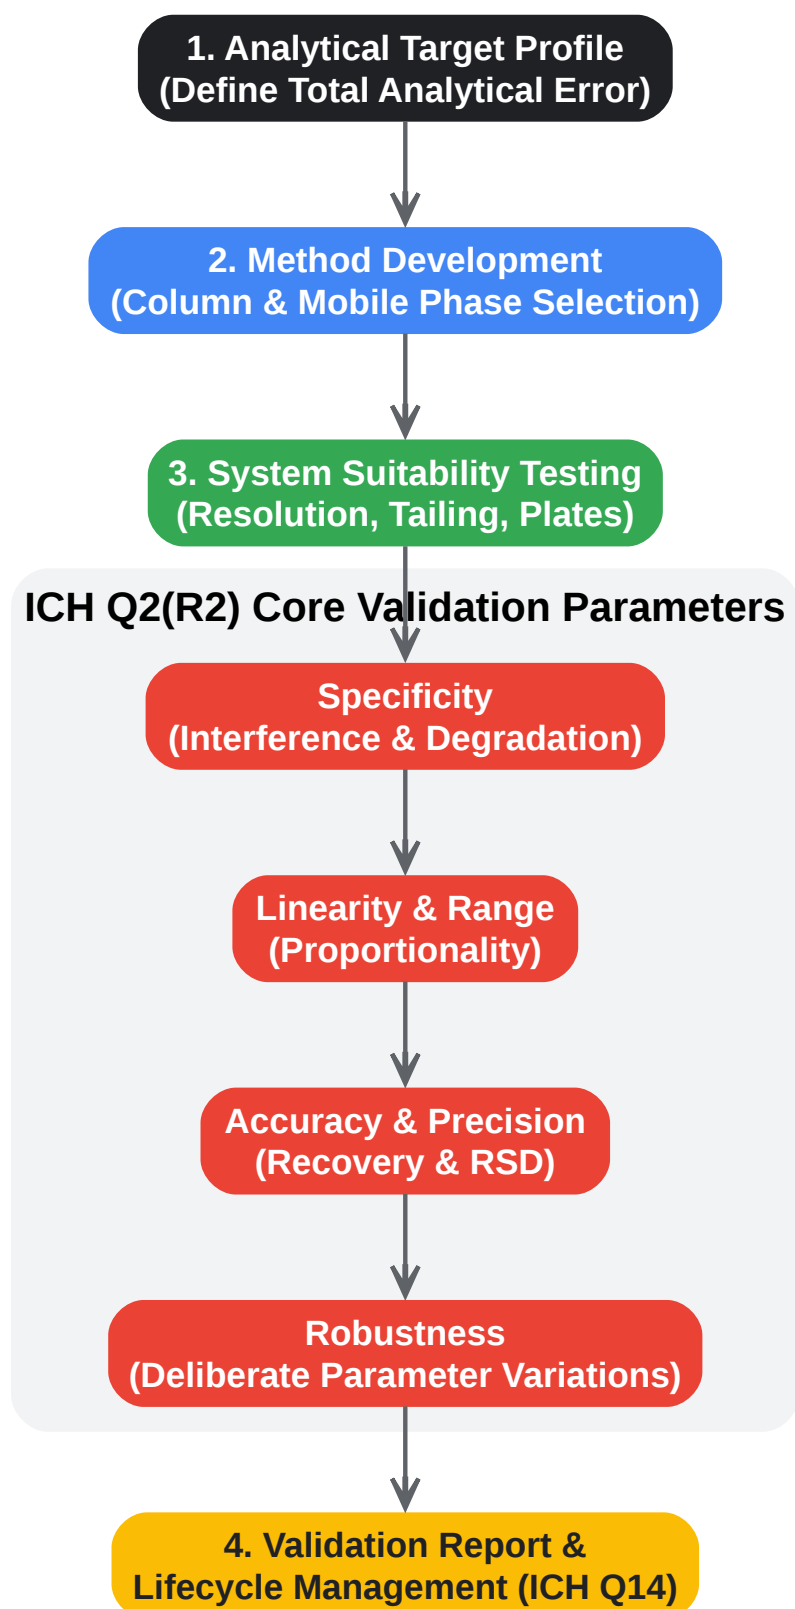 1. Analytical Target Profile
(Define Total Analytical Error)
2. Method Development
(Column & Mobile Phase Selection)
3. System Suitability Testing
(Resolution, Tailing, Plates)
ICH Q2(R2) Core Validation Parameters
Specificity
(Interference & Degradation)
Linearity & Range
(Proportionality)
Accuracy & Precision
(Recovery & RSD)
Robustness
(Deliberate Parameter Variations)
4. Validation Report &
Lifecycle Management (ICH Q14)